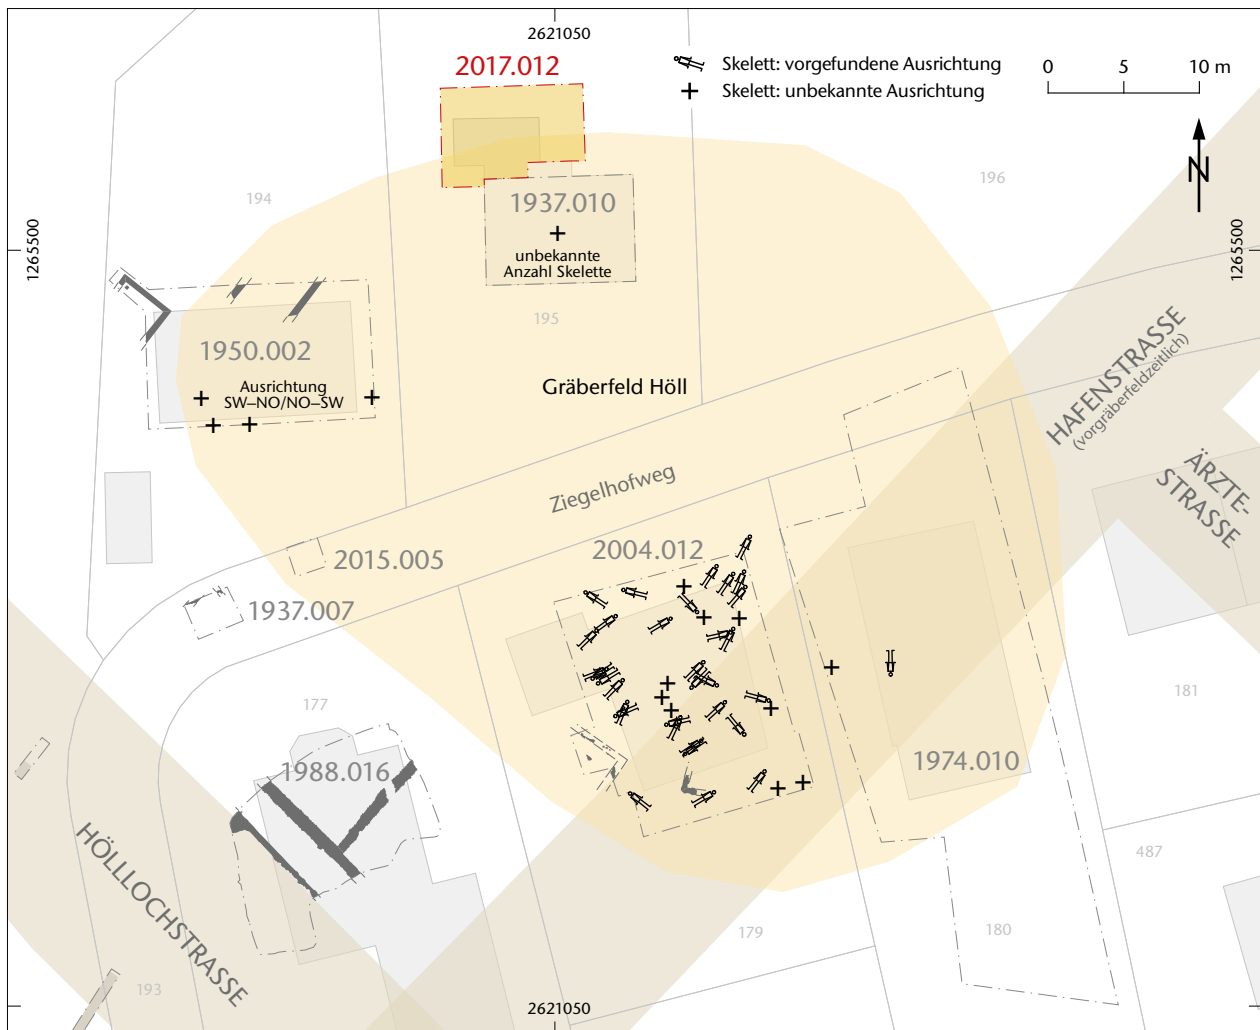 2621050
2017.012
Skelett: vorgefundene Ausrichtung
Skelett: unbekannte Ausrichtung
0 5 10 m
N
194
196
1937.010
unbekannte
Anzahl Skelette
1265500
1265500
195
1950.002
Ausrichtung
SW–NO/NO–SW
Gräberfeld Höll
HAFENSTRASSE
(vorgräberfeldzeitlich)
ÄRZTE-
STRASSE
Ziegelhofweg
2015.005
2004.012
1937.007
177
181
1988.016
1974.010
HÖLLLOCHSTRASSE
487
179
180
193
2621050